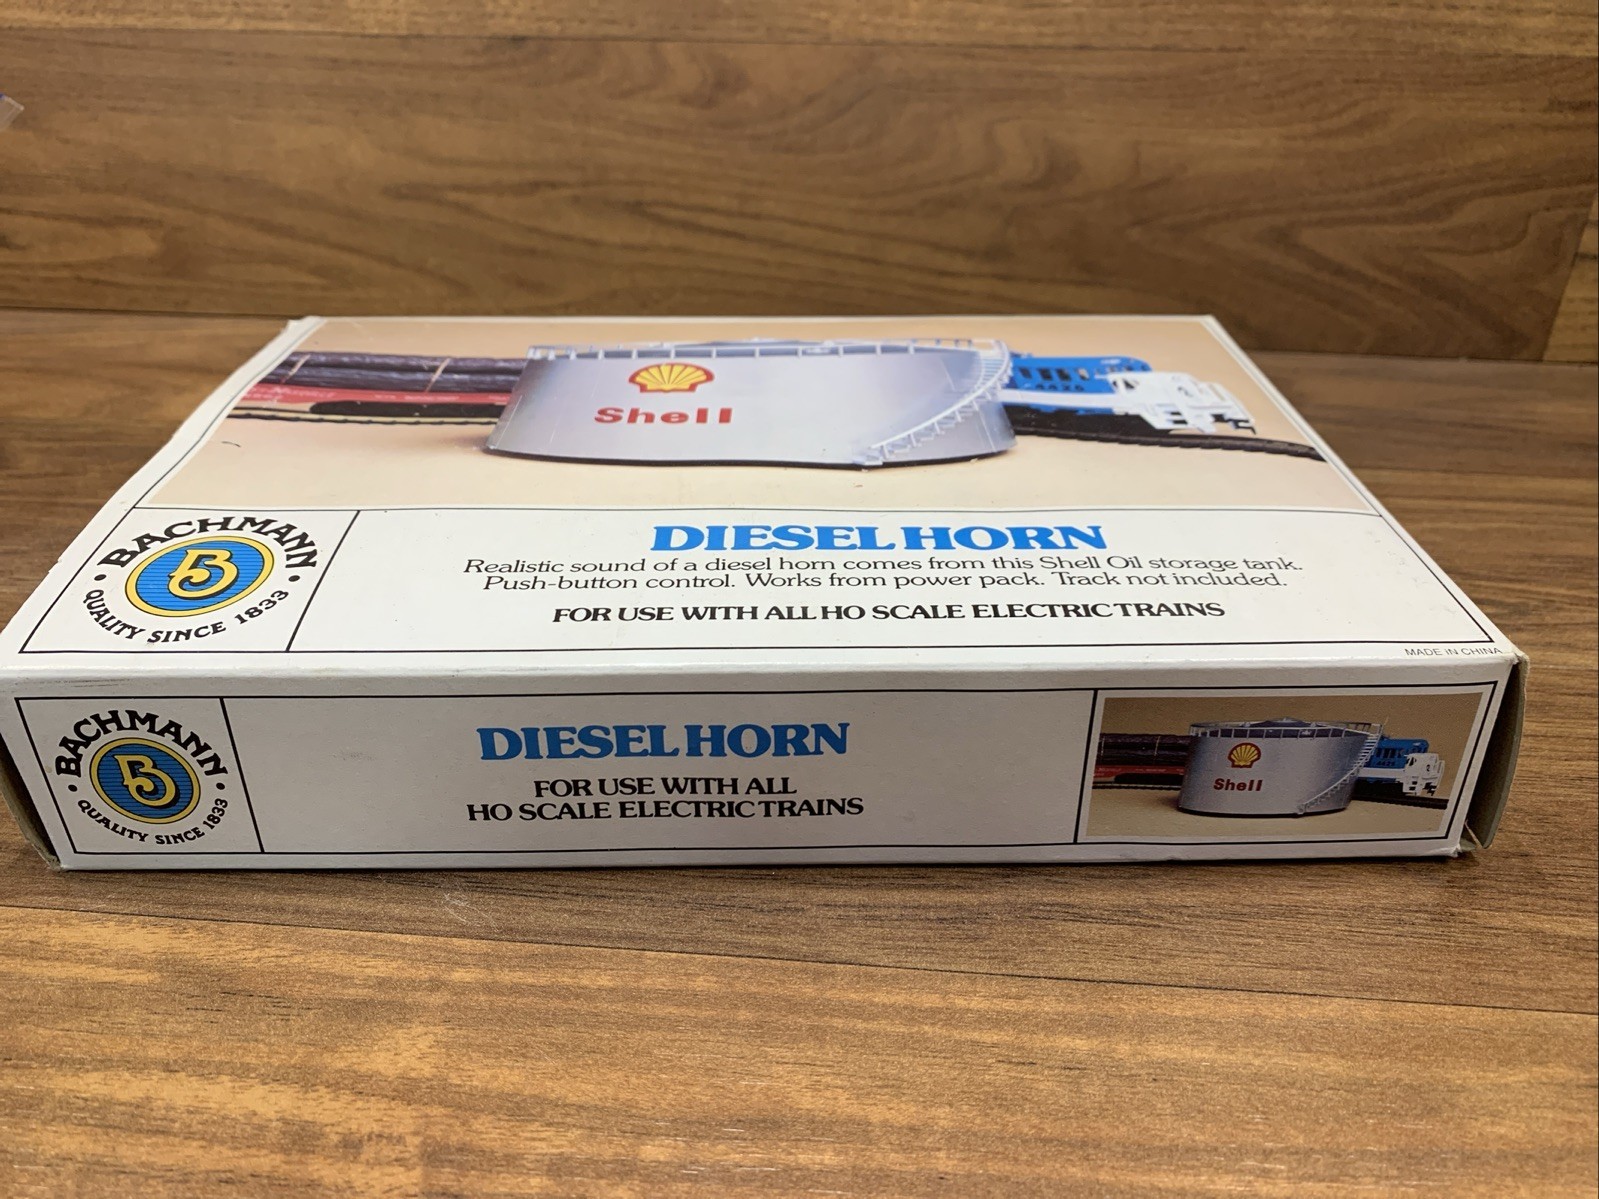 Shell
4426
BACHMANN
B
QUALITY SINCE 1833
DIESEL HORN
Realistic sound of a diesel horn comes from this Shell Oil storage tank.
Push-button control. Works from power pack. Track not included.
FOR USE WITH ALL HO SCALE ELECTRIC TRAINS
MADE IN CHINA
BACHMANN
B
QUALITY SINCE 1833
DIESEL HORN
FOR USE WITH ALL
HO SCALE ELECTRIC TRAINS
Shell